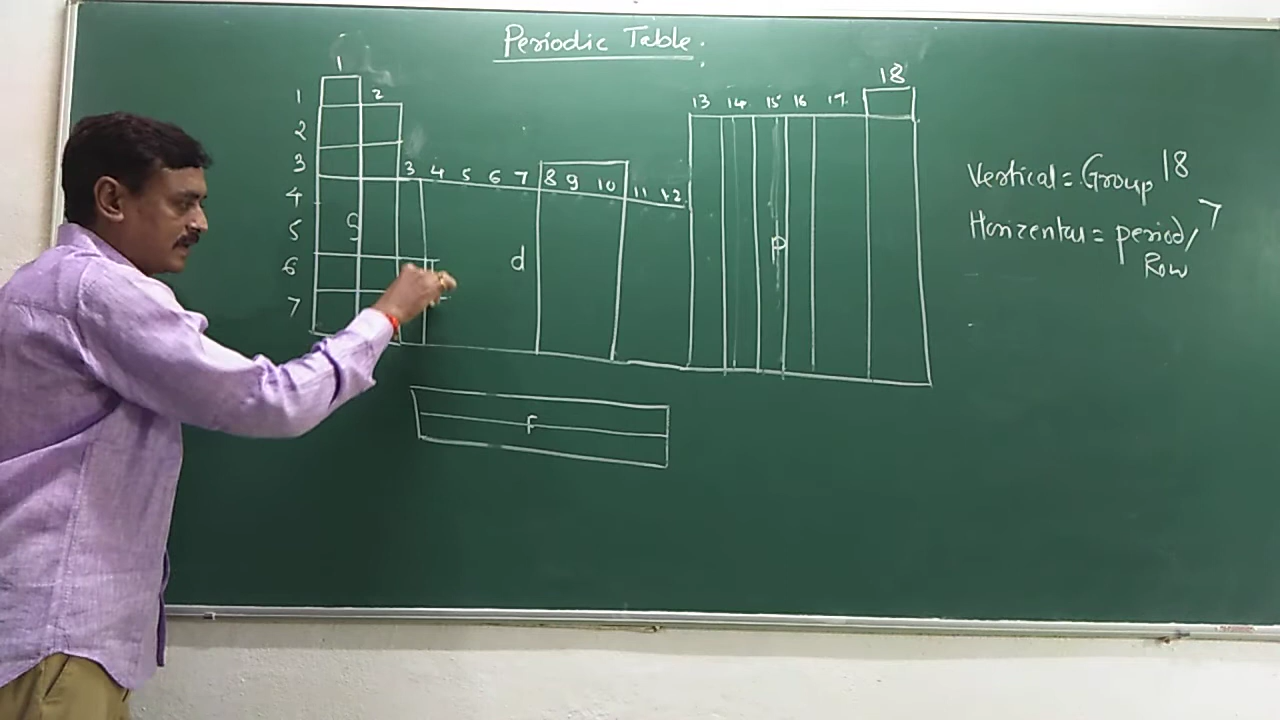 Periodic Table.
1
18
1 2
13 14 15 16 17
2
3 3 4 5 6 7 8 9 10 11 12
4
5 S
6 d p
7
F
Vertical = Group 18
Horizental = period/ 7
Row